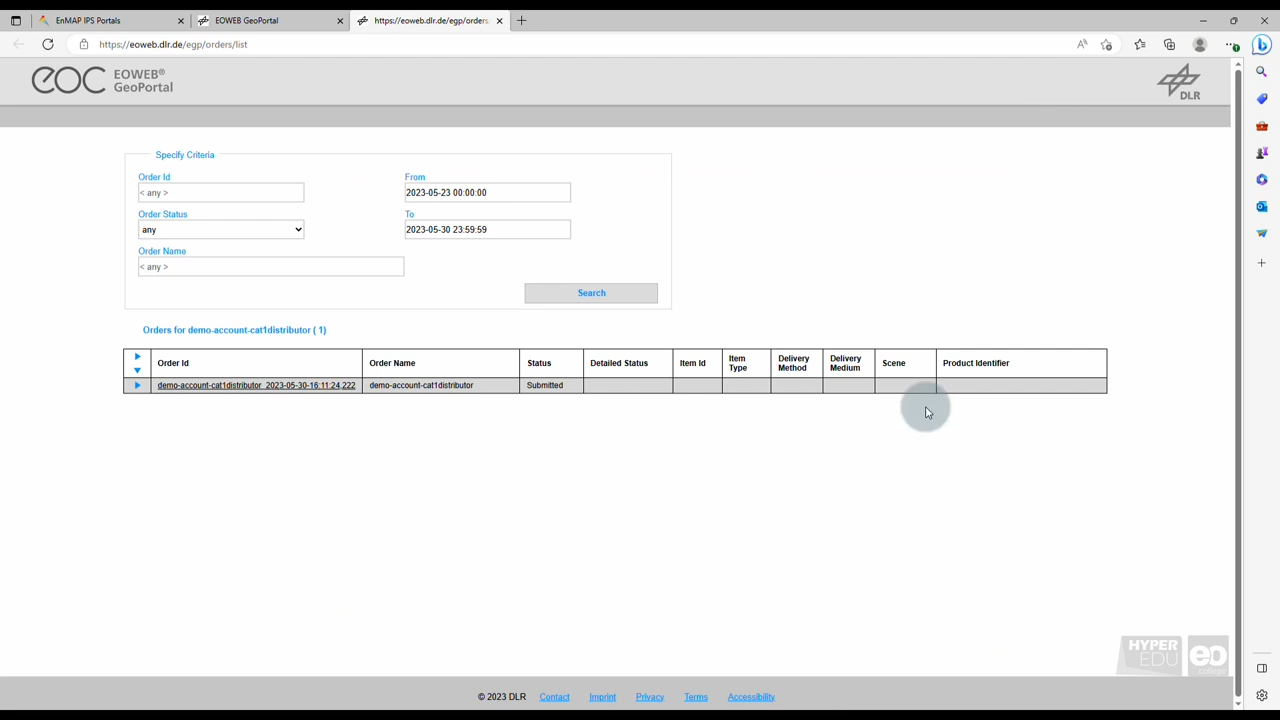 EnMAP IPS Portals
EOWEB GeoPortal
https://eoweb.dlr.de/egp/orders
https://eoweb.dlr.de/egp/orders/list
eoc EOWEB®
GeoPortal
DLR
Specify Criteria
Order Id
From
< any >
2023-05-23 00:00:00
Order Status
To
any
2023-05-30 23:59:59
Order Name
< any >
Search
Orders for demo-account-cat1distributor ( 1)
Order Id Order Name Status Detailed Status Item Id Item Type Delivery Method Delivery Medium Scene Product Identifier
demo-account-cat1distributor_2023-05-30-16:11:24,222 demo-account-cat1distributor Submitted
HYPER
EDU
eo
college
© 2023 DLR Contact Imprint Privacy Terms Accessibility